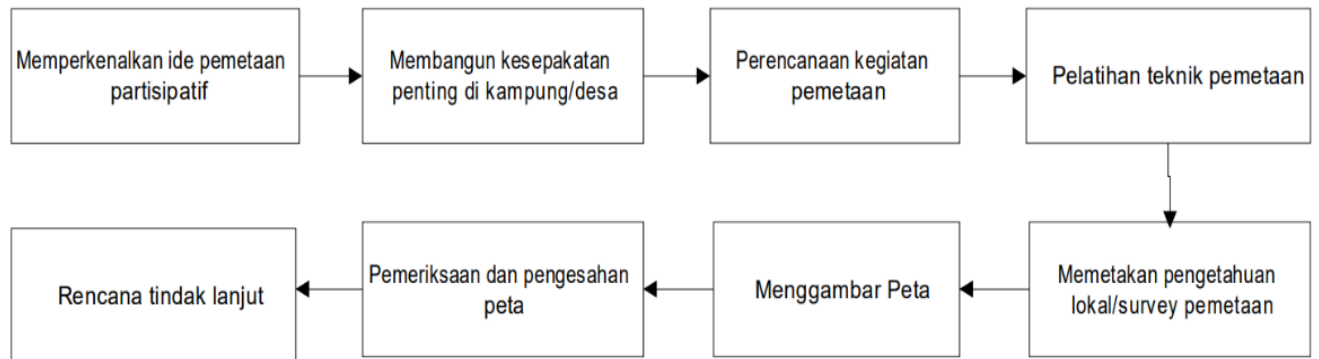 Memperkenalkan ide pemetaan
partisipatif
Membangun kesepakatan
penting di kampung/desa
Perencanaan kegiatan
pemetaan
Pelatihan teknik pemetaan
Memetakan pengetahuan
lokal/survey pemetaan
Menggambar Peta
Pemeriksaan dan pengesahan
peta
Rencana tindak lanjut